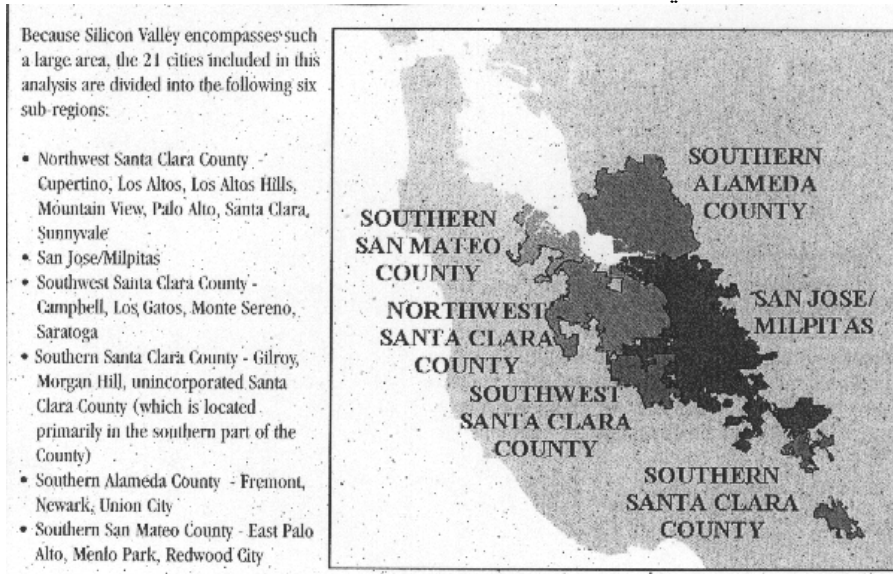 Because Silicon Valley encompasses such
a large area, the 21 cities included in this
analysis are divided into the following six
sub-regions:
• Northwest Santa Clara County -
Cupertino, Los Altos, Los Altos Hills,
Mountain View, Palo Alto, Santa Clara,
Sunnyvale
• San Jose/Milpitas
• Southwest Santa Clara County -
Campbell, Los Gatos, Monte Sereno,
Saratoga
• Southern Santa Clara County - Gilroy,
Morgan Hill, unincorporated Santa
Clara County (which is located
primarily in the southern part of the
County)
• Southern Alameda County - Fremont,
Newark, Union City
• Southern San Mateo County - East Palo
Alto, Menlo Park, Redwood City
SOUTHERN
ALAMEDA
COUNTY
SOUTHERN
SAN MATEO
COUNTY
NORTHWEST
SANTA CLARA
COUNTY
SAN JOSE/
MILPITAS
SOUTHWEST
SANTA CLARA
COUNTY
SOUTHERN
SANTA CLARA
COUNTY